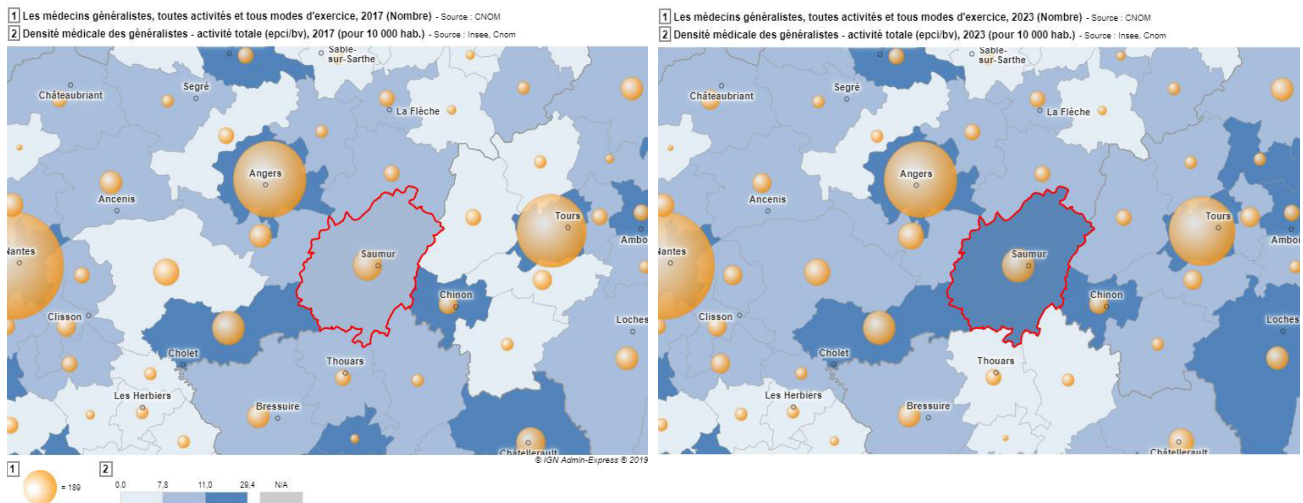 1 Les médecins généralistes, toutes activités et tous modes d'exercice, 2017 (Nombre) - Source : CNOM
2 Densité médicale des généralistes - activité totale (epci/bv), 2017 (pour 10 000 hab.) - Source : Insee, Cnom
Sablé-
sur-Sarthe
Châteaubriant
Segré
La Flèche
Angers
Ancenis
Tours
Amboi
Nantes
Saumur
Chinon
Clisson
Loches
Cholet
Thouars
Les Herbiers
Bressuire
Châtellerault
© IGN Admin-Express ® 2019
1
= 189
2
0,0 7,8 11,0 29,4 N/A
1 Les médecins généralistes, toutes activités et tous modes d'exercice, 2023 (Nombre) - Source : CNOM
2 Densité médicale des généralistes - activité totale (epci/bv), 2023 (pour 10 000 hab.) - Source : Insee, Cnom
Sablé-
sur-Sarthe
Châteaubriant
Segré
La Flèche
Angers
Ancenis
Tours
Amboi
Nantes
Saumur
Chinon
Clisson
Loches
Cholet
Thouars
Les Herbiers
Bressuire
Châtellerault